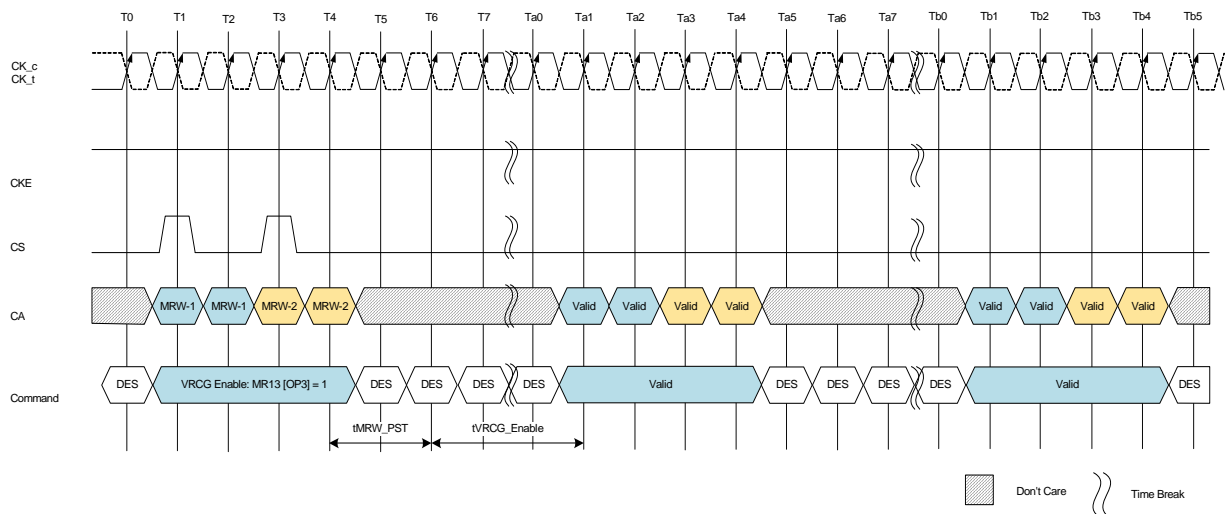 T0 T1 T2 T3 T4 T5 T6 T7 Ta0 Ta1 Ta2 Ta3 Ta4 Ta5 Ta6 Ta7 Tb0 Tb1 Tb2 Tb3 Tb4 Tb5
CK_c
CK_t
CKE
CS
CA MRW-1 MRW-1 MRW-2 MRW-2 Valid Valid Valid Valid Valid Valid Valid Valid
Command DES VRCG Enable: MR13 [OP3] = 1 DES DES DES DES Valid DES DES DES DES Valid DES
tMRW_PST tVRCG_Enable
Don't Care Time Break